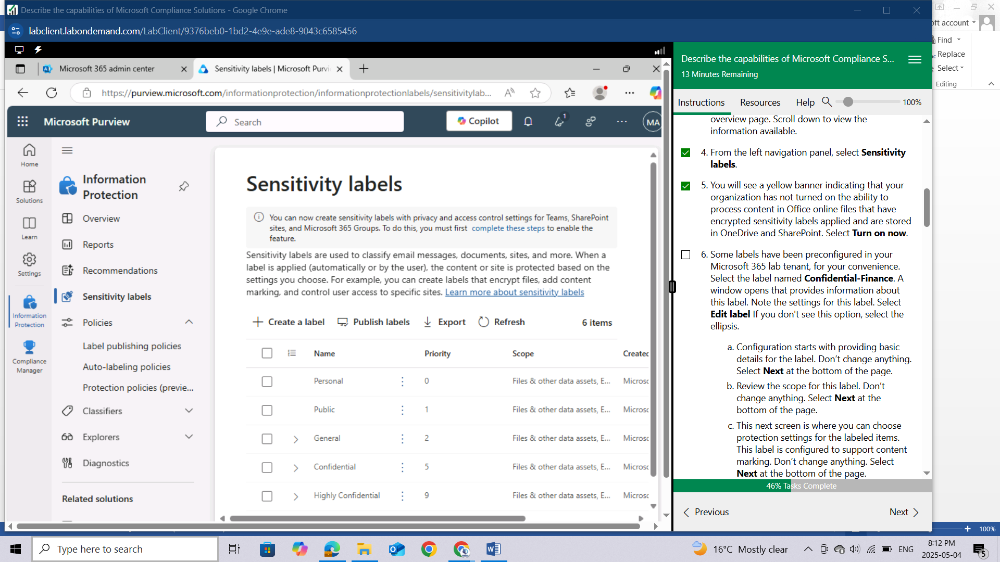 Describe the capabilities of Microsoft Compliance Solutions - Google Chrome
labclient.labondemand.com/LabClient/9376beb0-1bd2-4e9e-ade8-9043c6585456
Microsoft 365 admin center
Sensitivity labels | Microsoft Purvi
https://purview.microsoft.com/informationprotection/informationprotectionlabels/sensitivitylab...
Microsoft Purview
Search
Copilot
1
MA
Home
Solutions
Learn
Settings
Information Protection
Compliance Manager
Information Protection
Overview
Reports
Recommendations
Sensitivity labels
Policies
Label publishing policies
Auto-labeling policies
Protection policies (previe...
Classifiers
Explorers
Diagnostics
Related solutions
Sensitivity labels
You can now create sensitivity labels with privacy and access control settings for Teams, SharePoint
sites, and Microsoft 365 Groups. To do this, you must first complete these steps to enable the
feature.
Sensitivity labels are used to classify email messages, documents, sites, and more. When a
label is applied (automatically or by the user), the content or site is protected based on the
settings you choose. For example, you can create labels that encrypt files, add content
marking, and control user access to specific sites. Learn more about sensitivity labels
Create a label Publish labels Export Refresh 6 items
Name Priority Scope Created
Personal 0 Files & other data assets, E... Microsc
Public 1 Files & other data assets, E... Microsc
General 2 Files & other data assets, E... Microsc
Confidential 5 Files & other data assets, E... Microsc
Highly Confidential 9 Files & other data assets, E... Microsc
Describe the capabilities of Microsoft Compliance S...
13 Minutes Remaining
Instructions Resources Help 100%
overview page. Scroll down to view the
information available.
4. From the left navigation panel, select Sensitivity
labels.
5. You will see a yellow banner indicating that your
organization has not turned on the ability to
process content in Office online files that have
encrypted sensitivity labels applied and are stored
in OneDrive and SharePoint. Select Turn on now.
6. Some labels have been preconfigured in your
Microsoft 365 lab tenant, for your convenience.
Select the label named Confidential-Finance. A
window opens that provides information about
this label. Note the settings for this label. Select
Edit label If you don't see this option, select the
ellipsis.
a. Configuration starts with providing basic
details for the label. Don't change anything.
Select Next at the bottom of the page.
b. Review the scope for this label. Don't
change anything. Select Next at the
bottom of the page.
c. This next screen is where you can choose
protection settings for the labeled items.
This label is configured to support content
marking. Don't change anything. Select
Next at the bottom of the page.
46% Tasks Complete
Previous Next
oft account
Find
Replace
Select
Editing
100%
Type here to search
16°C Mostly clear
ENG
8:12 PM
2025-05-04
5